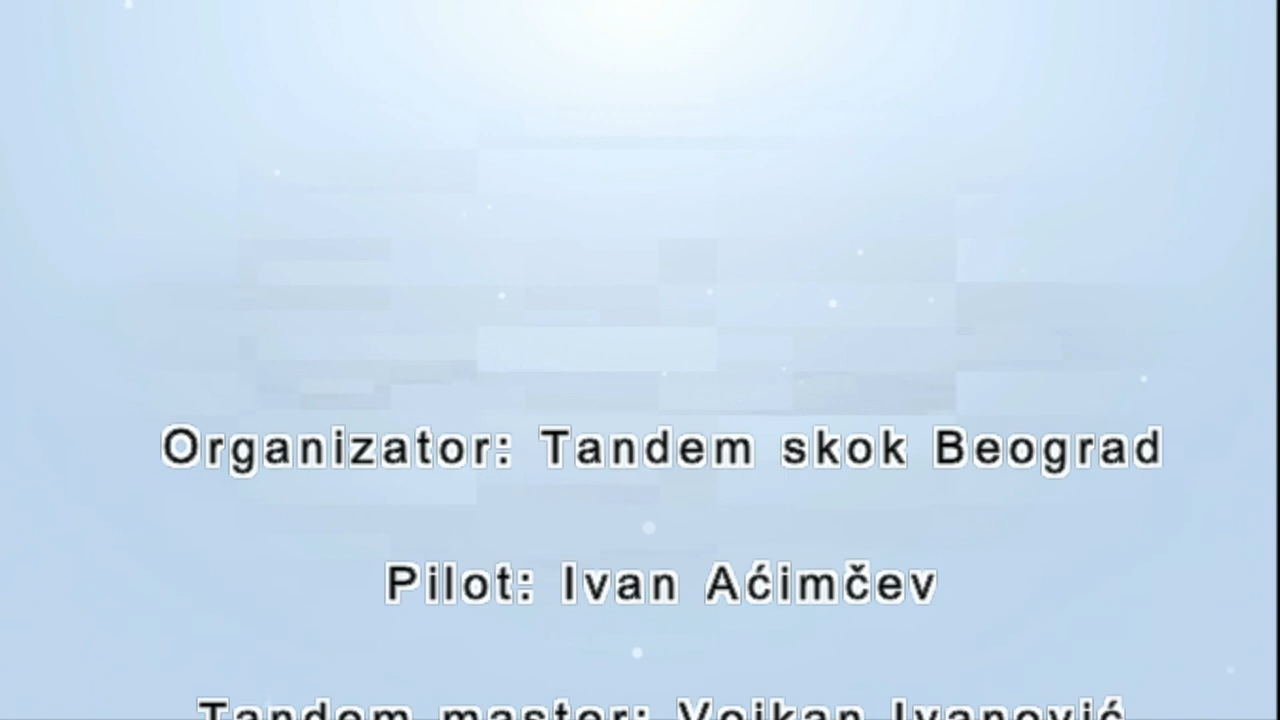 Organizator: Tandem skok Beograd
Pilot: Ivan Aćimčev
Tandem master: Vojkan Ivanović